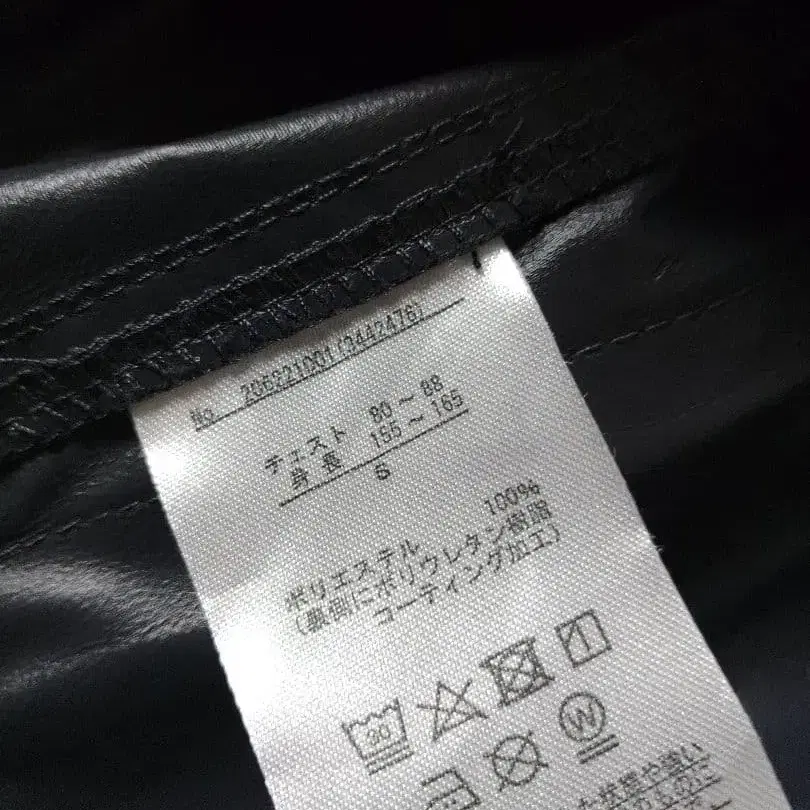 No 206221001(3442476)
チェスト 80～88
身長 155～165
S
ポリエステル 100%
(裏側にポリウレタン樹脂
コーティング加工)
30
W